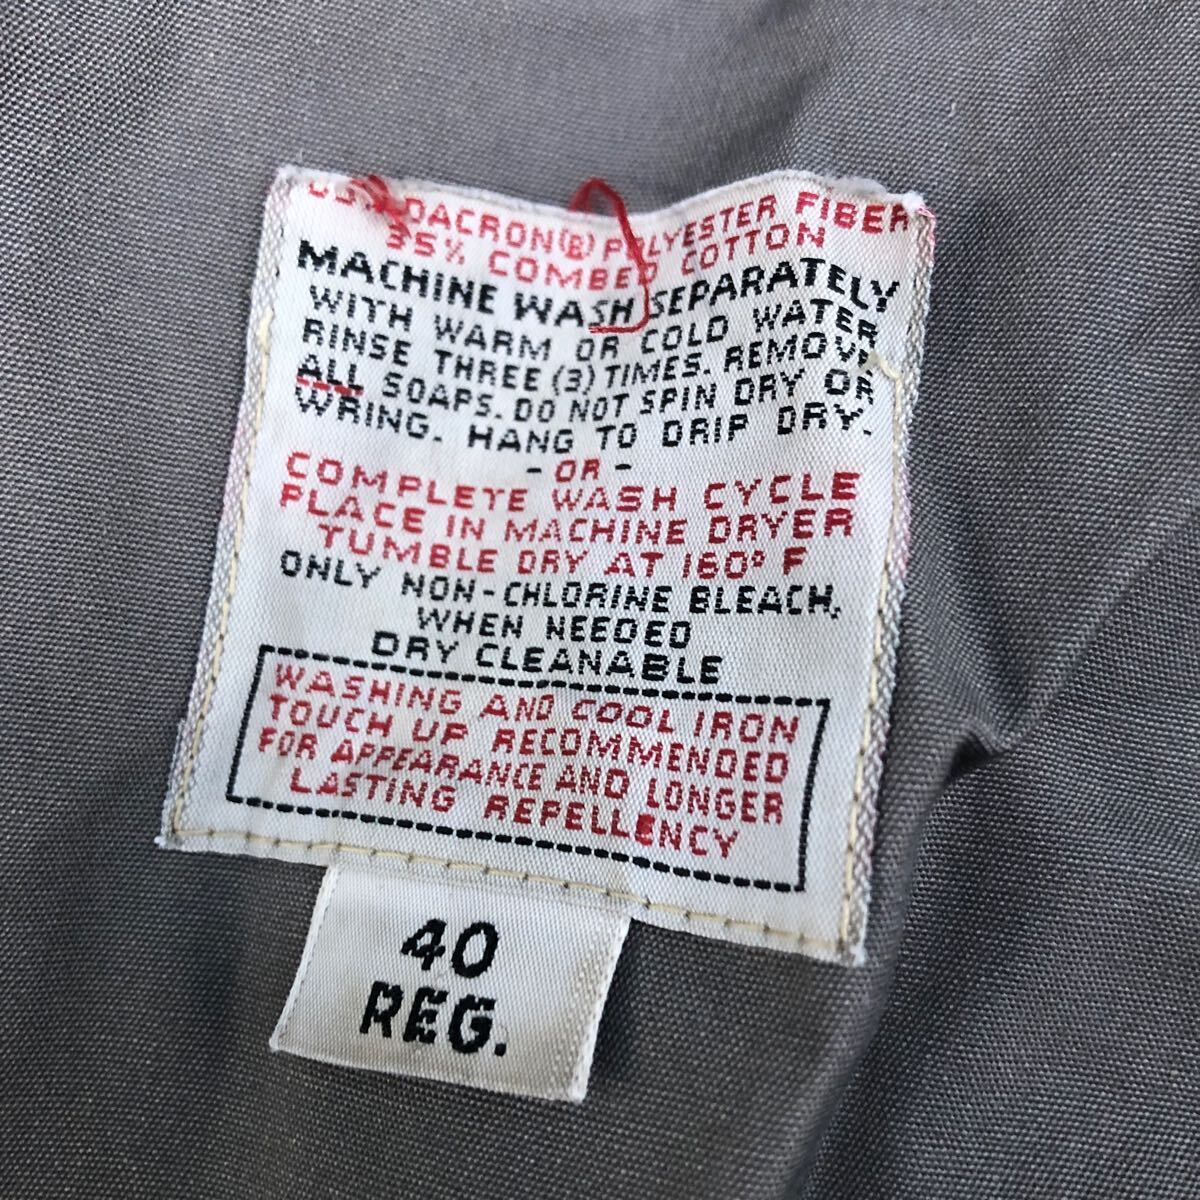 65% DACRON(R) POLYESTER FIBER
35% COMBED COTTON
MACHINE WASH SEPARATELY
WITH WARM OR COLD WATER
RINSE THREE (3) TIMES. REMOVE
ALL SOAPS. DO NOT SPIN DRY OR
WRING. HANG TO DRIP DRY.
- OR -
COMPLETE WASH CYCLE
PLACE IN MACHINE DRYER
TUMBLE DRY AT 160° F
ONLY NON-CHLORINE BLEACH,
WHEN NEEDED
DRY CLEANABLE
WASHING AND COOL IRON
TOUCH UP RECOMMENDED
FOR APPEARANCE AND LONGER
LASTING REPELLENCY
40
REG.